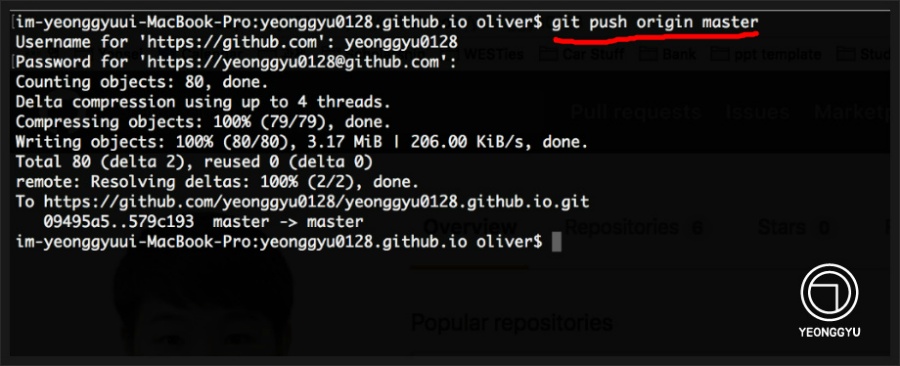 im-yeonggyuui-MacBook-Pro:yeonggyu0128.github.io oliver$ git push origin master
Username for 'https://github.com': yeonggyu0128
Password for 'https://yeonggyu0128@github.com':
WESTies Car Stuff Bank ppt template
Counting objects: 80, done.
Delta compression using up to 4 threads.
Compressing objects: 100% (79/79), done.
Pull requests Issues
Writing objects: 100% (80/80), 3.17 MiB | 206.00 KiB/s, done.
Total 80 (delta 2), reused 0 (delta 0)
remote: Resolving deltas: 100% (2/2), done.
To https://github.com/yeonggyu0128/yeonggyu0128.github.io.git
09495a5..579c193 master -> master
Overview Repositories 6 Stars 0
im-yeonggyuui-MacBook-Pro:yeonggyu0128.github.io oliver$
Popular repositories
YEONGGYU